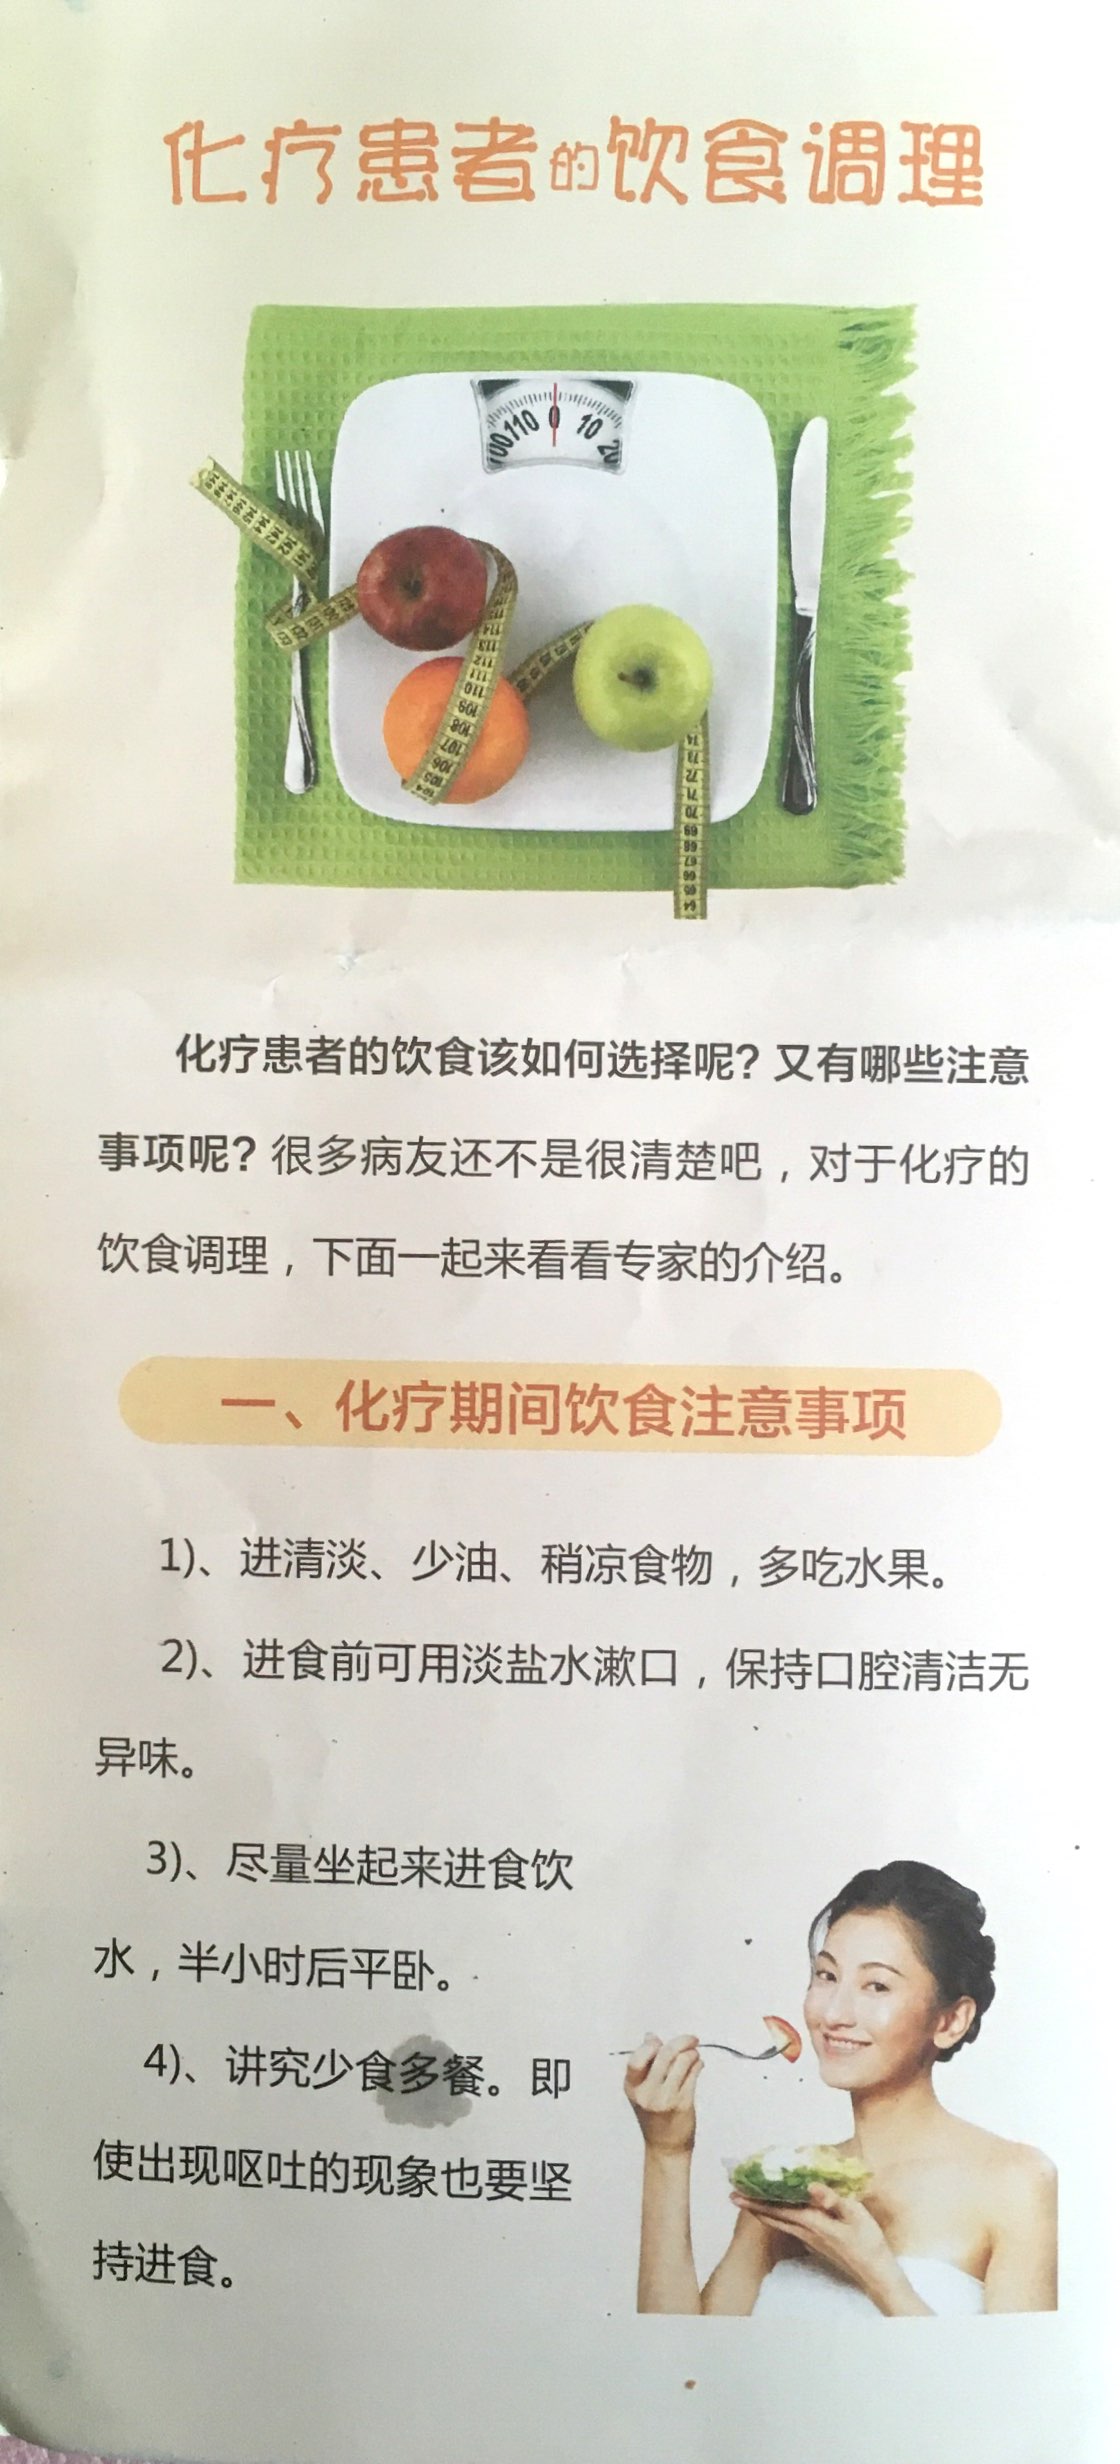 化疗患者的饮食调理
100 110 0 10 20
化疗患者的饮食该如何选择呢？又有哪些注意
事项呢？很多病友还不是很清楚吧，对于化疗的
饮食调理，下面一起来看看专家的介绍。
一、化疗期间饮食注意事项
1)、进清淡、少油、稍凉食物，多吃水果。
2)、进食前可用淡盐水漱口，保持口腔清洁无
异味。
3)、尽量坐起来进食饮
水，半小时后平卧。
4)、讲究少食多餐。即
使出现呕吐的现象也要坚
持进食。